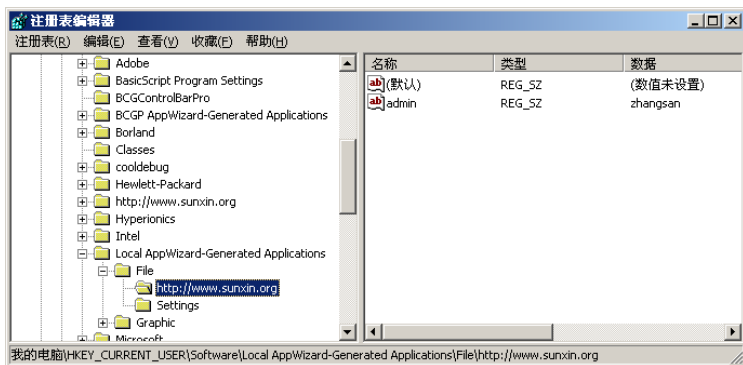 注册表编辑器
注册表(R) 编辑(E) 查看(V) 收藏(F) 帮助(H)
Adobe
BasicScript Program Settings
BCGControlBarPro
BCGP AppWizard-Generated Applications
Borland
Classes
cooldebug
Hewlett-Packard
http://www.sunxin.org
Hyperionics
Intel
Local AppWizard-Generated Applications
File
http://www.sunxin.org
Settings
Graphic
Microsoft
名称 类型 数据
ab (默认) REG_SZ (数值未设置)
ab admin REG_SZ zhangsan
我的电脑\HKEY_CURRENT_USER\Software\Local AppWizard-Generated Applications\File\http://www.sunxin.org